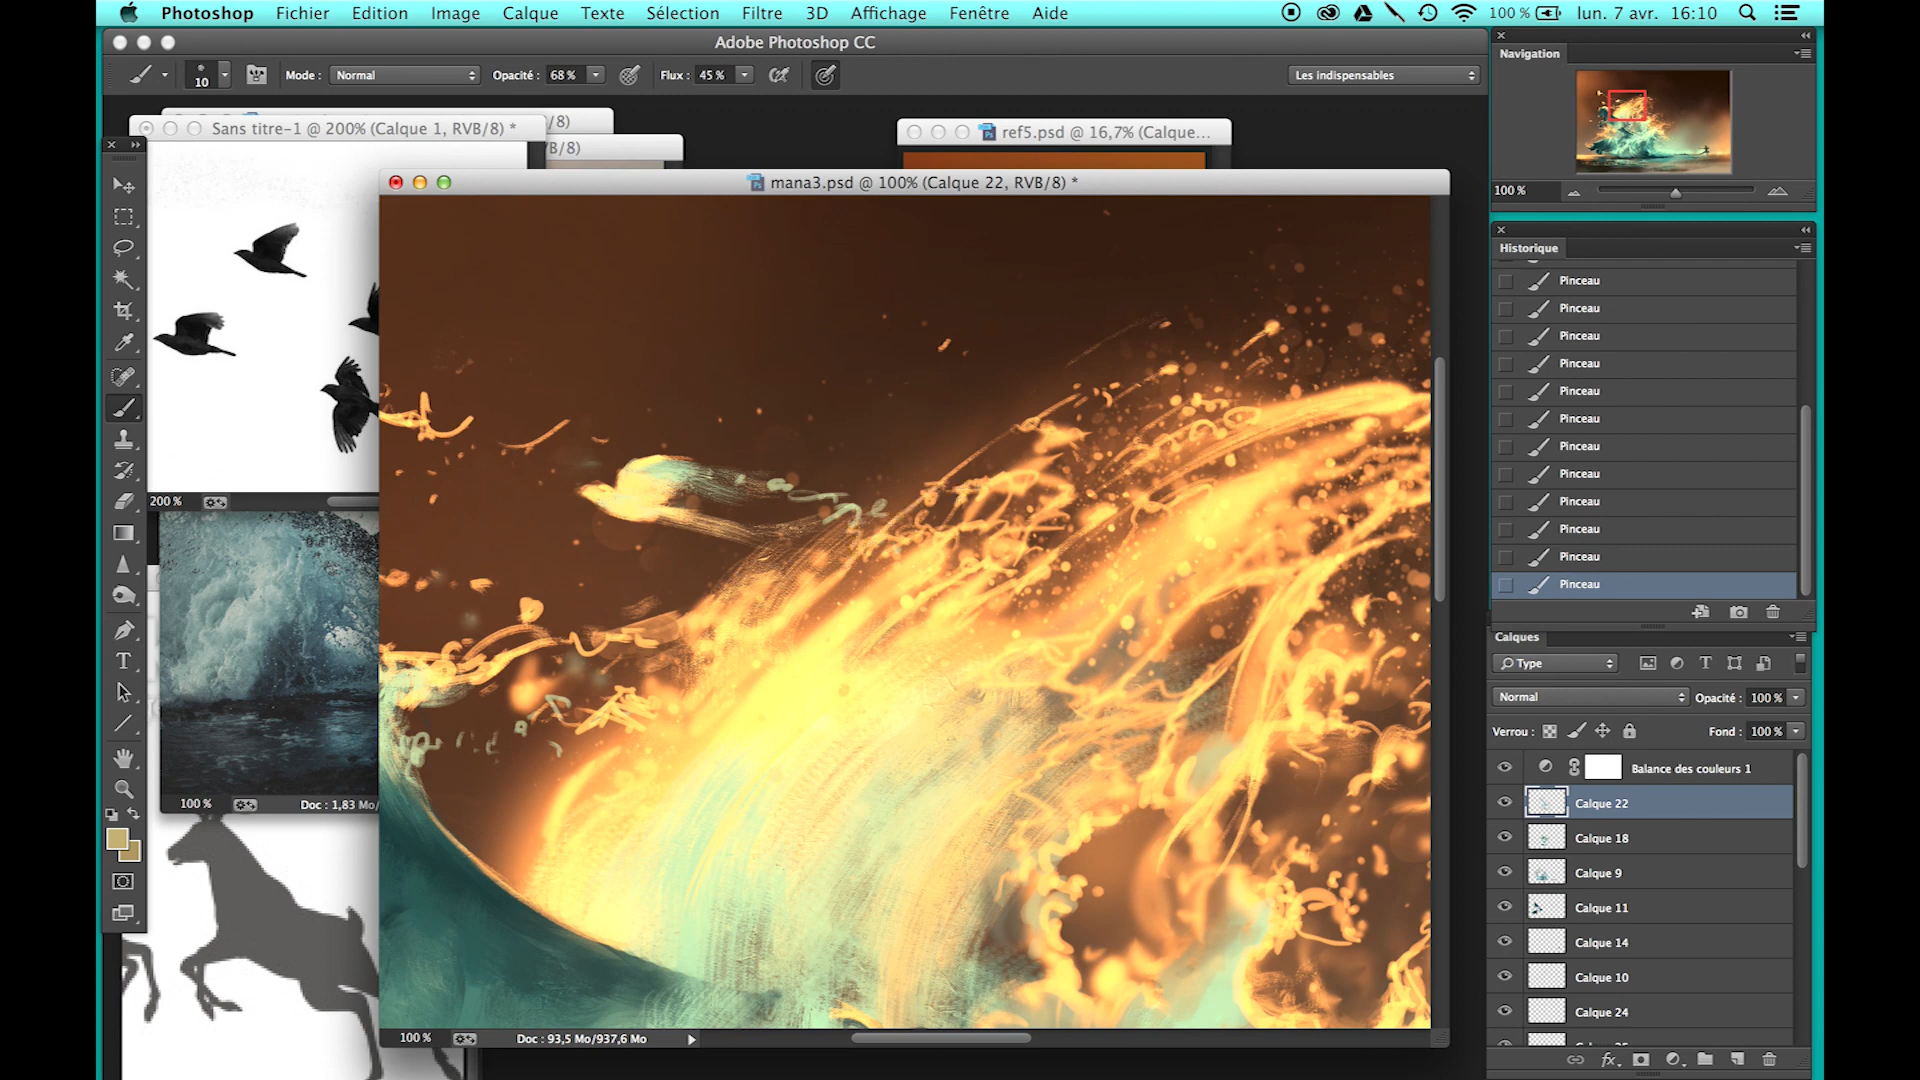 Photoshop Fichier Edition Image Calque Texte Sélection Filtre 3D Affichage Fenêtre Aide 100 % lun. 7 avr. 16:10
Adobe Photoshop CC
10 Mode : Normal Opacité : 68 % Flux : 45 % Les indispensables
/8)
Sans titre-1 @ 200% (Calque 1, RVB/8) *
VB/8)
ref5.psd @ 16,7% (Calque...
mana3.psd @ 100% (Calque 22, RVB/8) *
200 %
100 % Doc : 1,83 Mo/
100 % Doc : 93,5 Mo/937,6 Mo
Navigation
100 %
Historique
Pinceau
Pinceau
Pinceau
Pinceau
Pinceau
Pinceau
Pinceau
Pinceau
Pinceau
Pinceau
Pinceau
Pinceau
Calques
Type
Normal Opacité : 100 %
Verrou : Fond : 100 %
Balance des couleurs 1
Calque 22
Calque 18
Calque 9
Calque 11
Calque 14
Calque 10
Calque 24